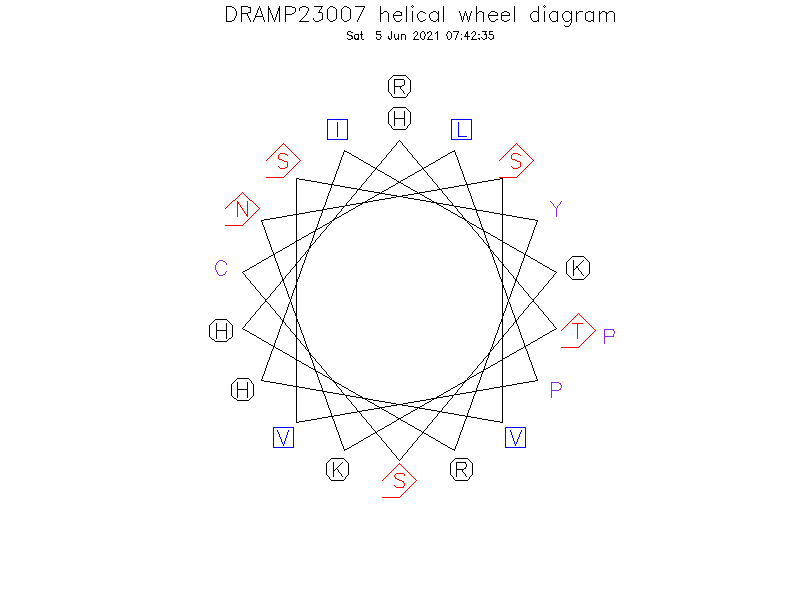 DRAMP23007 helical wheel diagram
Sat 5 Jun 2021 07:42:35
R
H
I L
S S
N Y
C K
H T P
H P
V V
K R
S